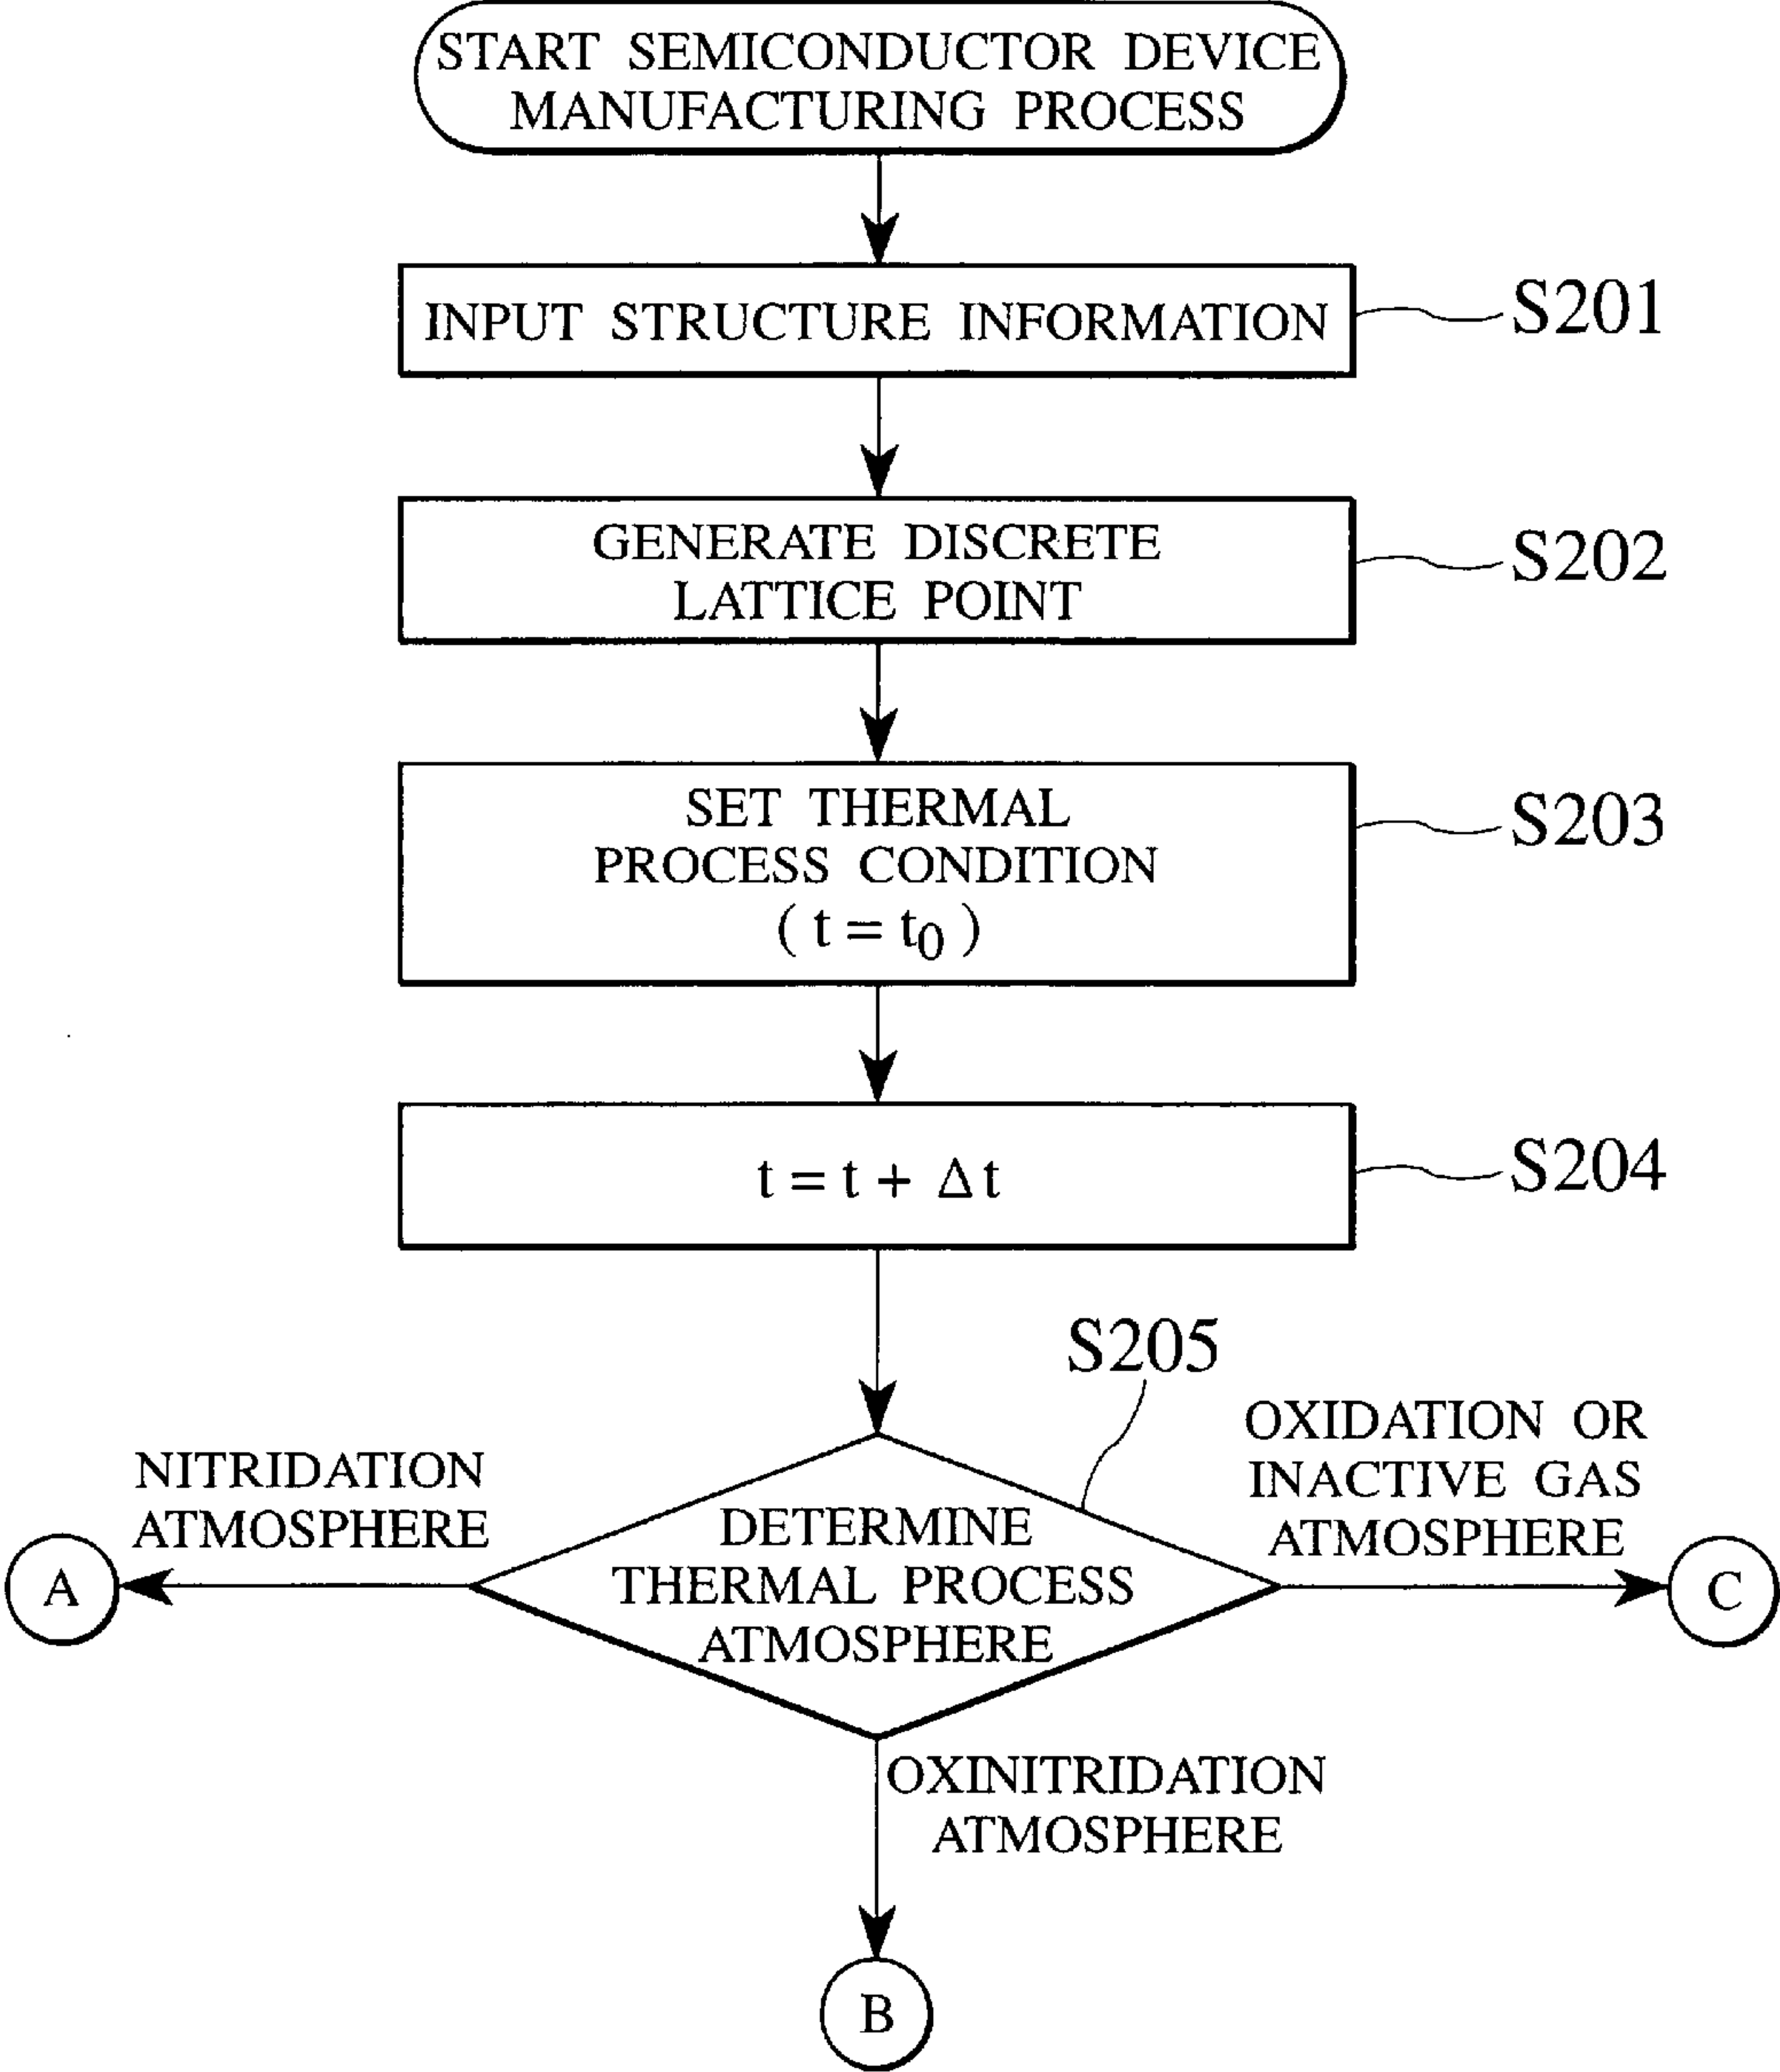 START SEMICONDUCTOR DEVICE
MANUFACTURING PROCESS
INPUT STRUCTURE INFORMATION
S201
GENERATE DISCRETE
LATTICE POINT
S202
SET THERMAL
PROCESS CONDITION
( t = t₀ )
S203
t = t + Δt
S204
S205
NITRIDATION
ATMOSPHERE
A
DETERMINE
THERMAL PROCESS
ATMOSPHERE
OXIDATION OR
INACTIVE GAS
ATMOSPHERE
C
OXINITRIDATION
ATMOSPHERE
B